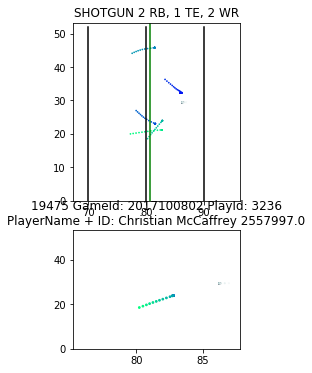 SHOTGUN 2 RB, 1 TE, 2 WR
50
40
30
20
10
0
70 80 90
19475 GameId: 2017100802 PlayId: 3236
PlayerName + ID: Christian McCaffrey 2557997.0
40
20
0
80 85